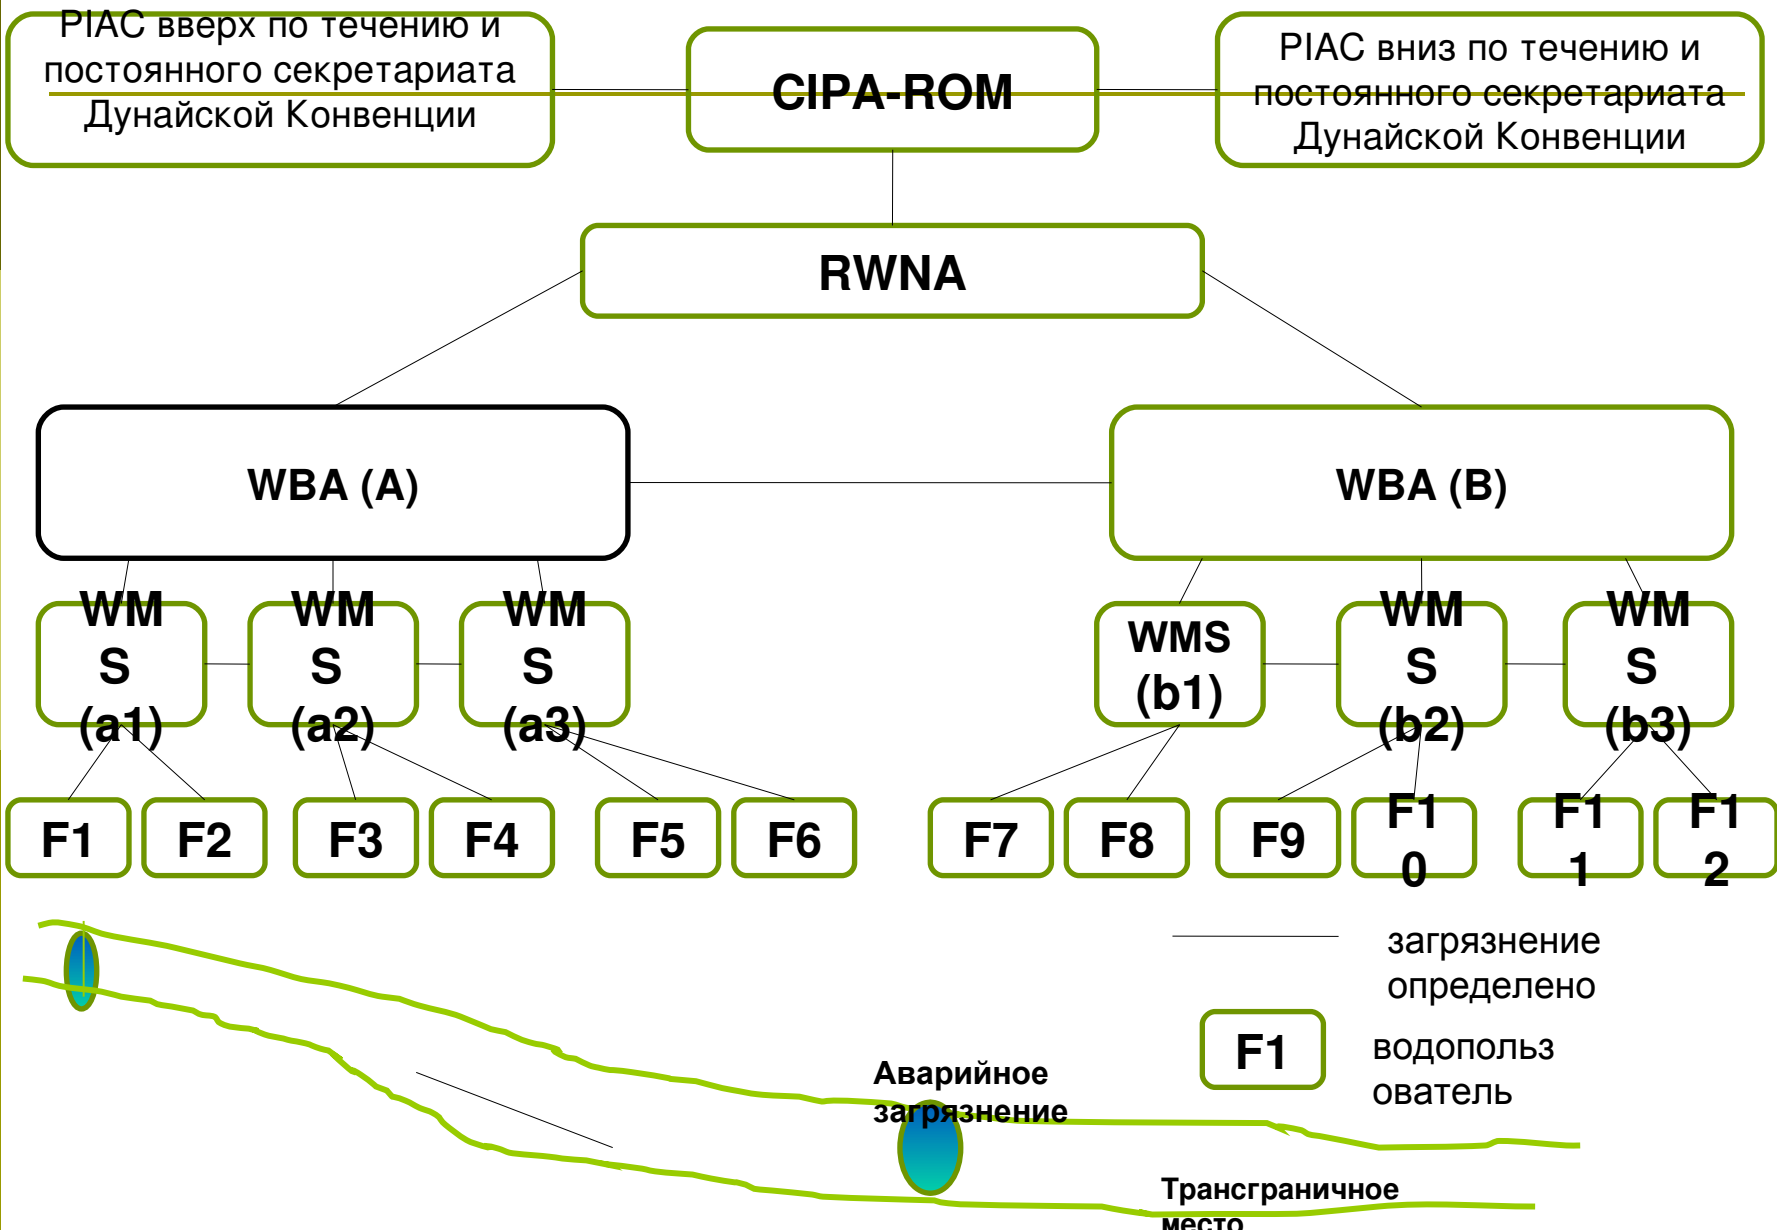 PIAC вверх по течению и
постоянного секретариата
Дунайской Конвенции
CIPA-ROM
PIAC вниз по течению и
постоянного секретариата
Дунайской Конвенции
RWNA
WBA (A)
WBA (B)
WM
S
(a1)
WM
S
(a2)
WM
S
(a3)
WMS
(b1)
WM
S
(b2)
WM
S
(b3)
F1
F2
F3
F4
F5
F6
F7
F8
F9
F1
0
F1
1
F1
2
загрязнение
определено
F1
водопольз
ователь
Аварийное
загрязнение
Трансграничное
место